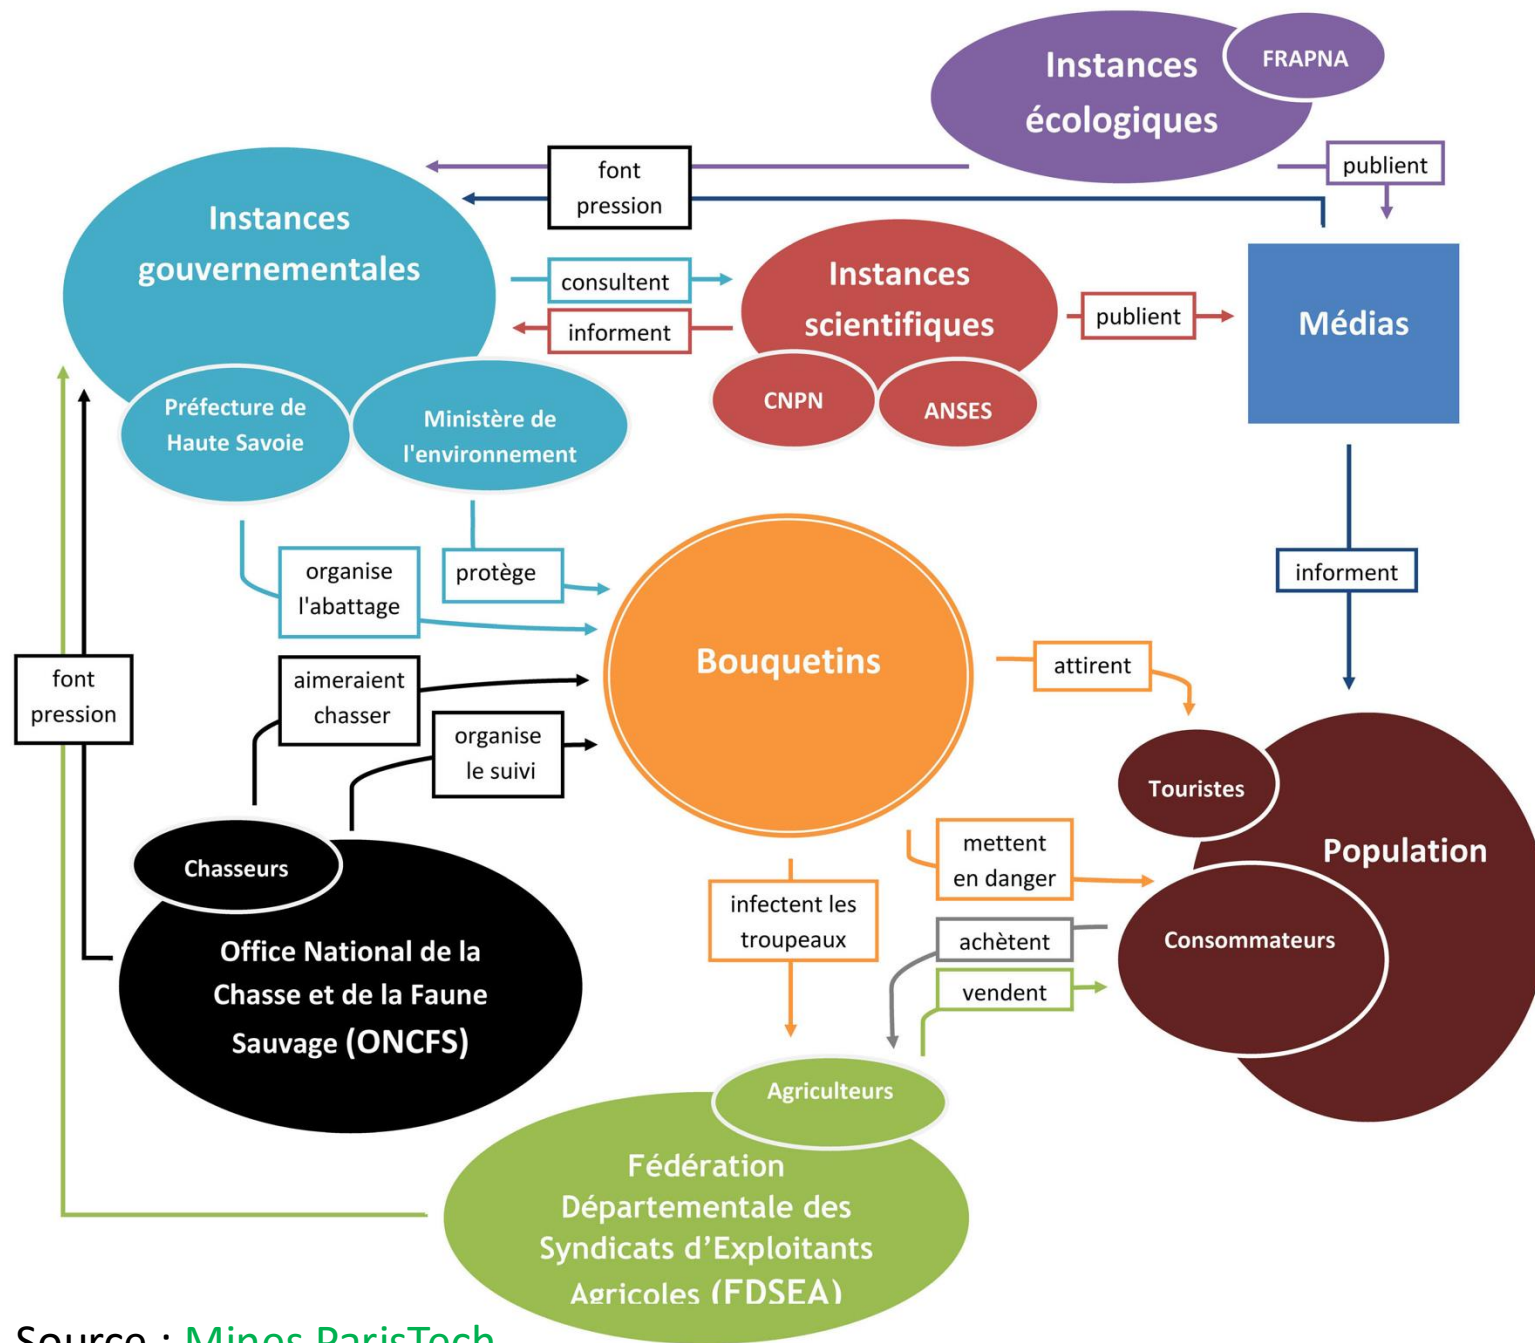 Instances
écologiques
FRAPNA
font
pression
publient
Instances
gouvernementales
consultent
informent
Instances
scientifiques
CNPN
ANSES
publient
Médias
Préfecture de
Haute Savoie
Ministère de
l'environnement
organise
l'abattage
protège
informent
font
pression
aimeraient
chasser
organise
le suivi
Bouquetins
attirent
Touristes
Population
Consommateurs
mettent
en danger
infectent les
troupeaux
achètent
vendent
Chasseurs
Office National de la
Chasse et de la Faune
Sauvage (ONCFS)
Agriculteurs
Fédération
Départementale des
Syndicats d’Exploitants
Agricoles (FDSEA)
Source : Mines ParisTech